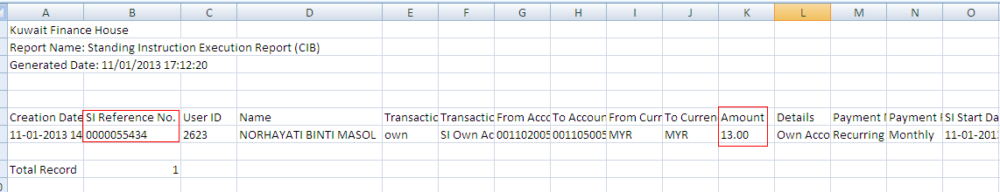 A B C D E F G H I J K L M N O
Kuwait Finance House
Report Name: Standing Instruction Execution Report (CIB)
Generated Date: 11/01/2013 17:12:20
Creation Date SI Reference No. User ID Name Transactic Transactic From Acco To Accoun From Curr To Curren Amount Details Payment M Payment F SI Start Da
11-01-2013 14 0000055434 2623 NORHAYATI BINTI MASOL own SI Own Ac 001102005 001105005 MYR MYR 13.00 Own Acco Recurring Monthly 11-01-2013
Total Record 1